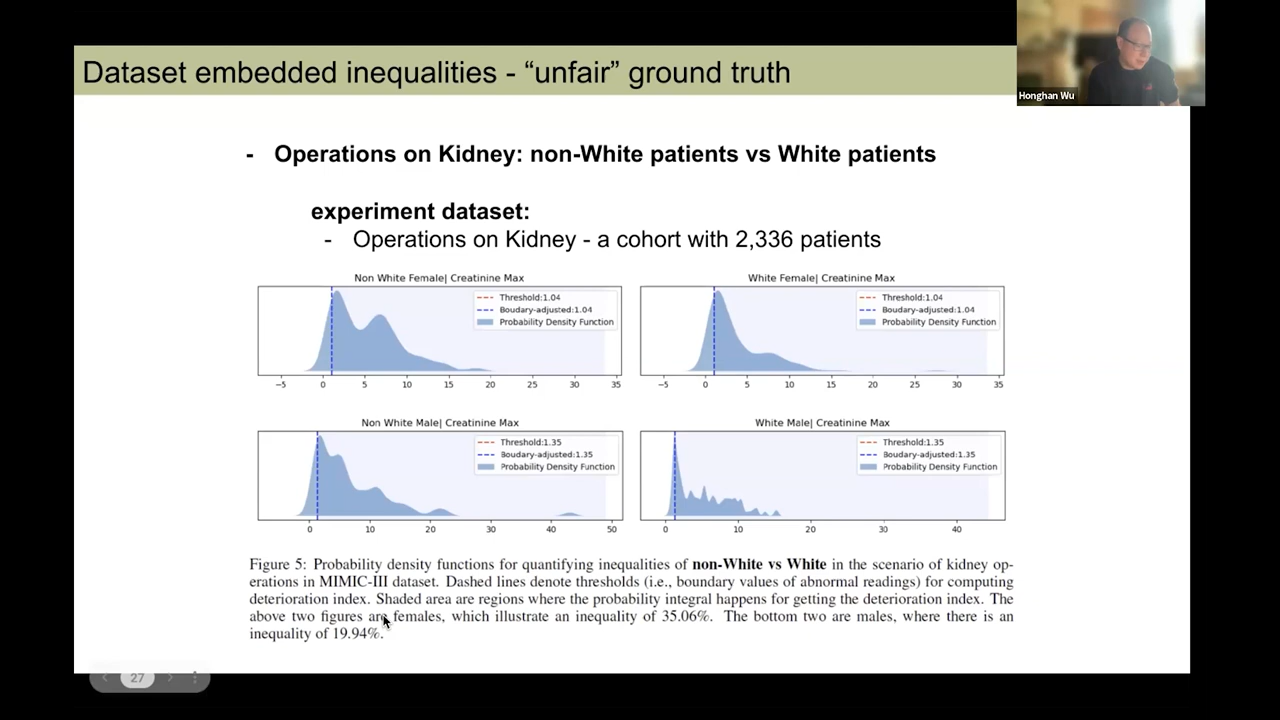 Dataset embedded inequalities - “unfair” ground truth
Honghan Wu
- Operations on Kidney: non-White patients vs White patients
experiment dataset:
- Operations on Kidney - a cohort with 2,336 patients
Non White Female| Creatinine Max
Threshold:1.04
Boudary-adjusted:1.04
Probability Density Function
−5 0 5 10 15 20 25 30 35
White Female| Creatinine Max
Threshold:1.04
Boudary-adjusted:1.04
Probability Density Function
−5 0 5 10 15 20 25 30 35
Non White Male| Creatinine Max
Threshold:1.35
Boudary-adjusted:1.35
Probability Density Function
0 10 20 30 40 50
White Male| Creatinine Max
Threshold:1.35
Boudary-adjusted:1.35
Probability Density Function
0 10 20 30 40
Figure 5: Probability density functions for quantifying inequalities of non-White vs White in the scenario of kidney op-
erations in MIMIC-III dataset. Dashed lines denote thresholds (i.e., boundary values of abnormal readings) for computing
deterioration index. Shaded area are regions where the probability integral happens for getting the deterioration index. The
above two figures are females, which illustrate an inequality of 35.06%. The bottom two are males, where there is an
inequality of 19.94%.
27